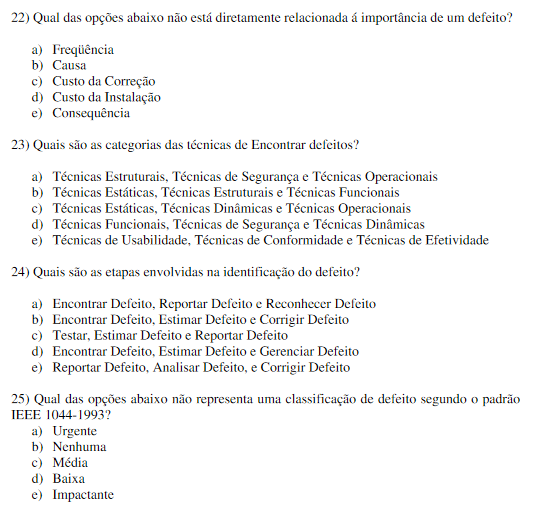 22) Qual das opções abaixo não está diretamente relacionada á importância de um defeito?
a) Freqüência
b) Causa
c) Custo da Correção
d) Custo da Instalação
e) Consequência
23) Quais são as categorias das técnicas de Encontrar defeitos?
a) Técnicas Estruturais, Técnicas de Segurança e Técnicas Operacionais
b) Técnicas Estáticas, Técnicas Estruturais e Técnicas Funcionais
c) Técnicas Estáticas, Técnicas Dinâmicas e Técnicas Operacionais
d) Técnicas Funcionais, Técnicas de Segurança e Técnicas Dinâmicas
e) Técnicas de Usabilidade, Técnicas de Conformidade e Técnicas de Efetividade
24) Quais são as etapas envolvidas na identificação do defeito?
a) Encontrar Defeito, Reportar Defeito e Reconhecer Defeito
b) Encontrar Defeito, Estimar Defeito e Corrigir Defeito
c) Testar, Estimar Defeito e Reportar Defeito
d) Encontrar Defeito, Estimar Defeito e Gerenciar Defeito
e) Reportar Defeito, Analisar Defeito, e Corrigir Defeito
25) Qual das opções abaixo não representa uma classificação de defeito segundo o padrão
IEEE 1044-1993?
a) Urgente
b) Nenhuma
c) Média
d) Baixa
e) Impactante